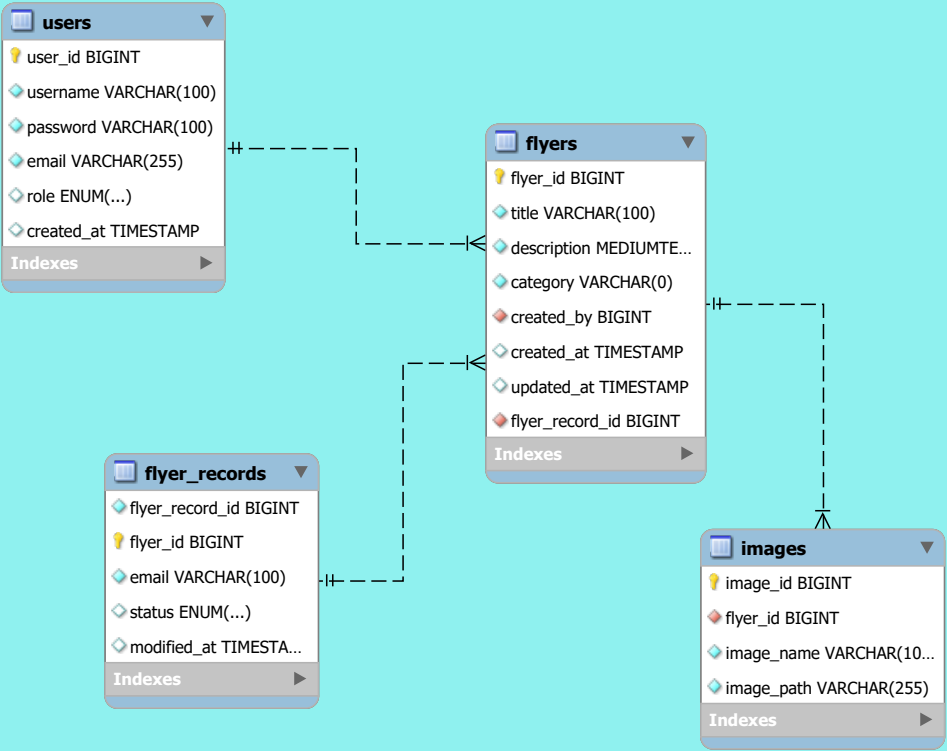 users
user_id BIGINT
username VARCHAR(100)
password VARCHAR(100)
email VARCHAR(255)
role ENUM(...)
created_at TIMESTAMP
Indexes
flyers
flyer_id BIGINT
title VARCHAR(100)
description MEDIUMTE...
category VARCHAR(0)
created_by BIGINT
created_at TIMESTAMP
updated_at TIMESTAMP
flyer_record_id BIGINT
Indexes
flyer_records
flyer_record_id BIGINT
flyer_id BIGINT
email VARCHAR(100)
status ENUM(...)
modified_at TIMESTA...
Indexes
images
image_id BIGINT
flyer_id BIGINT
image_name VARCHAR(10...
image_path VARCHAR(255)
Indexes